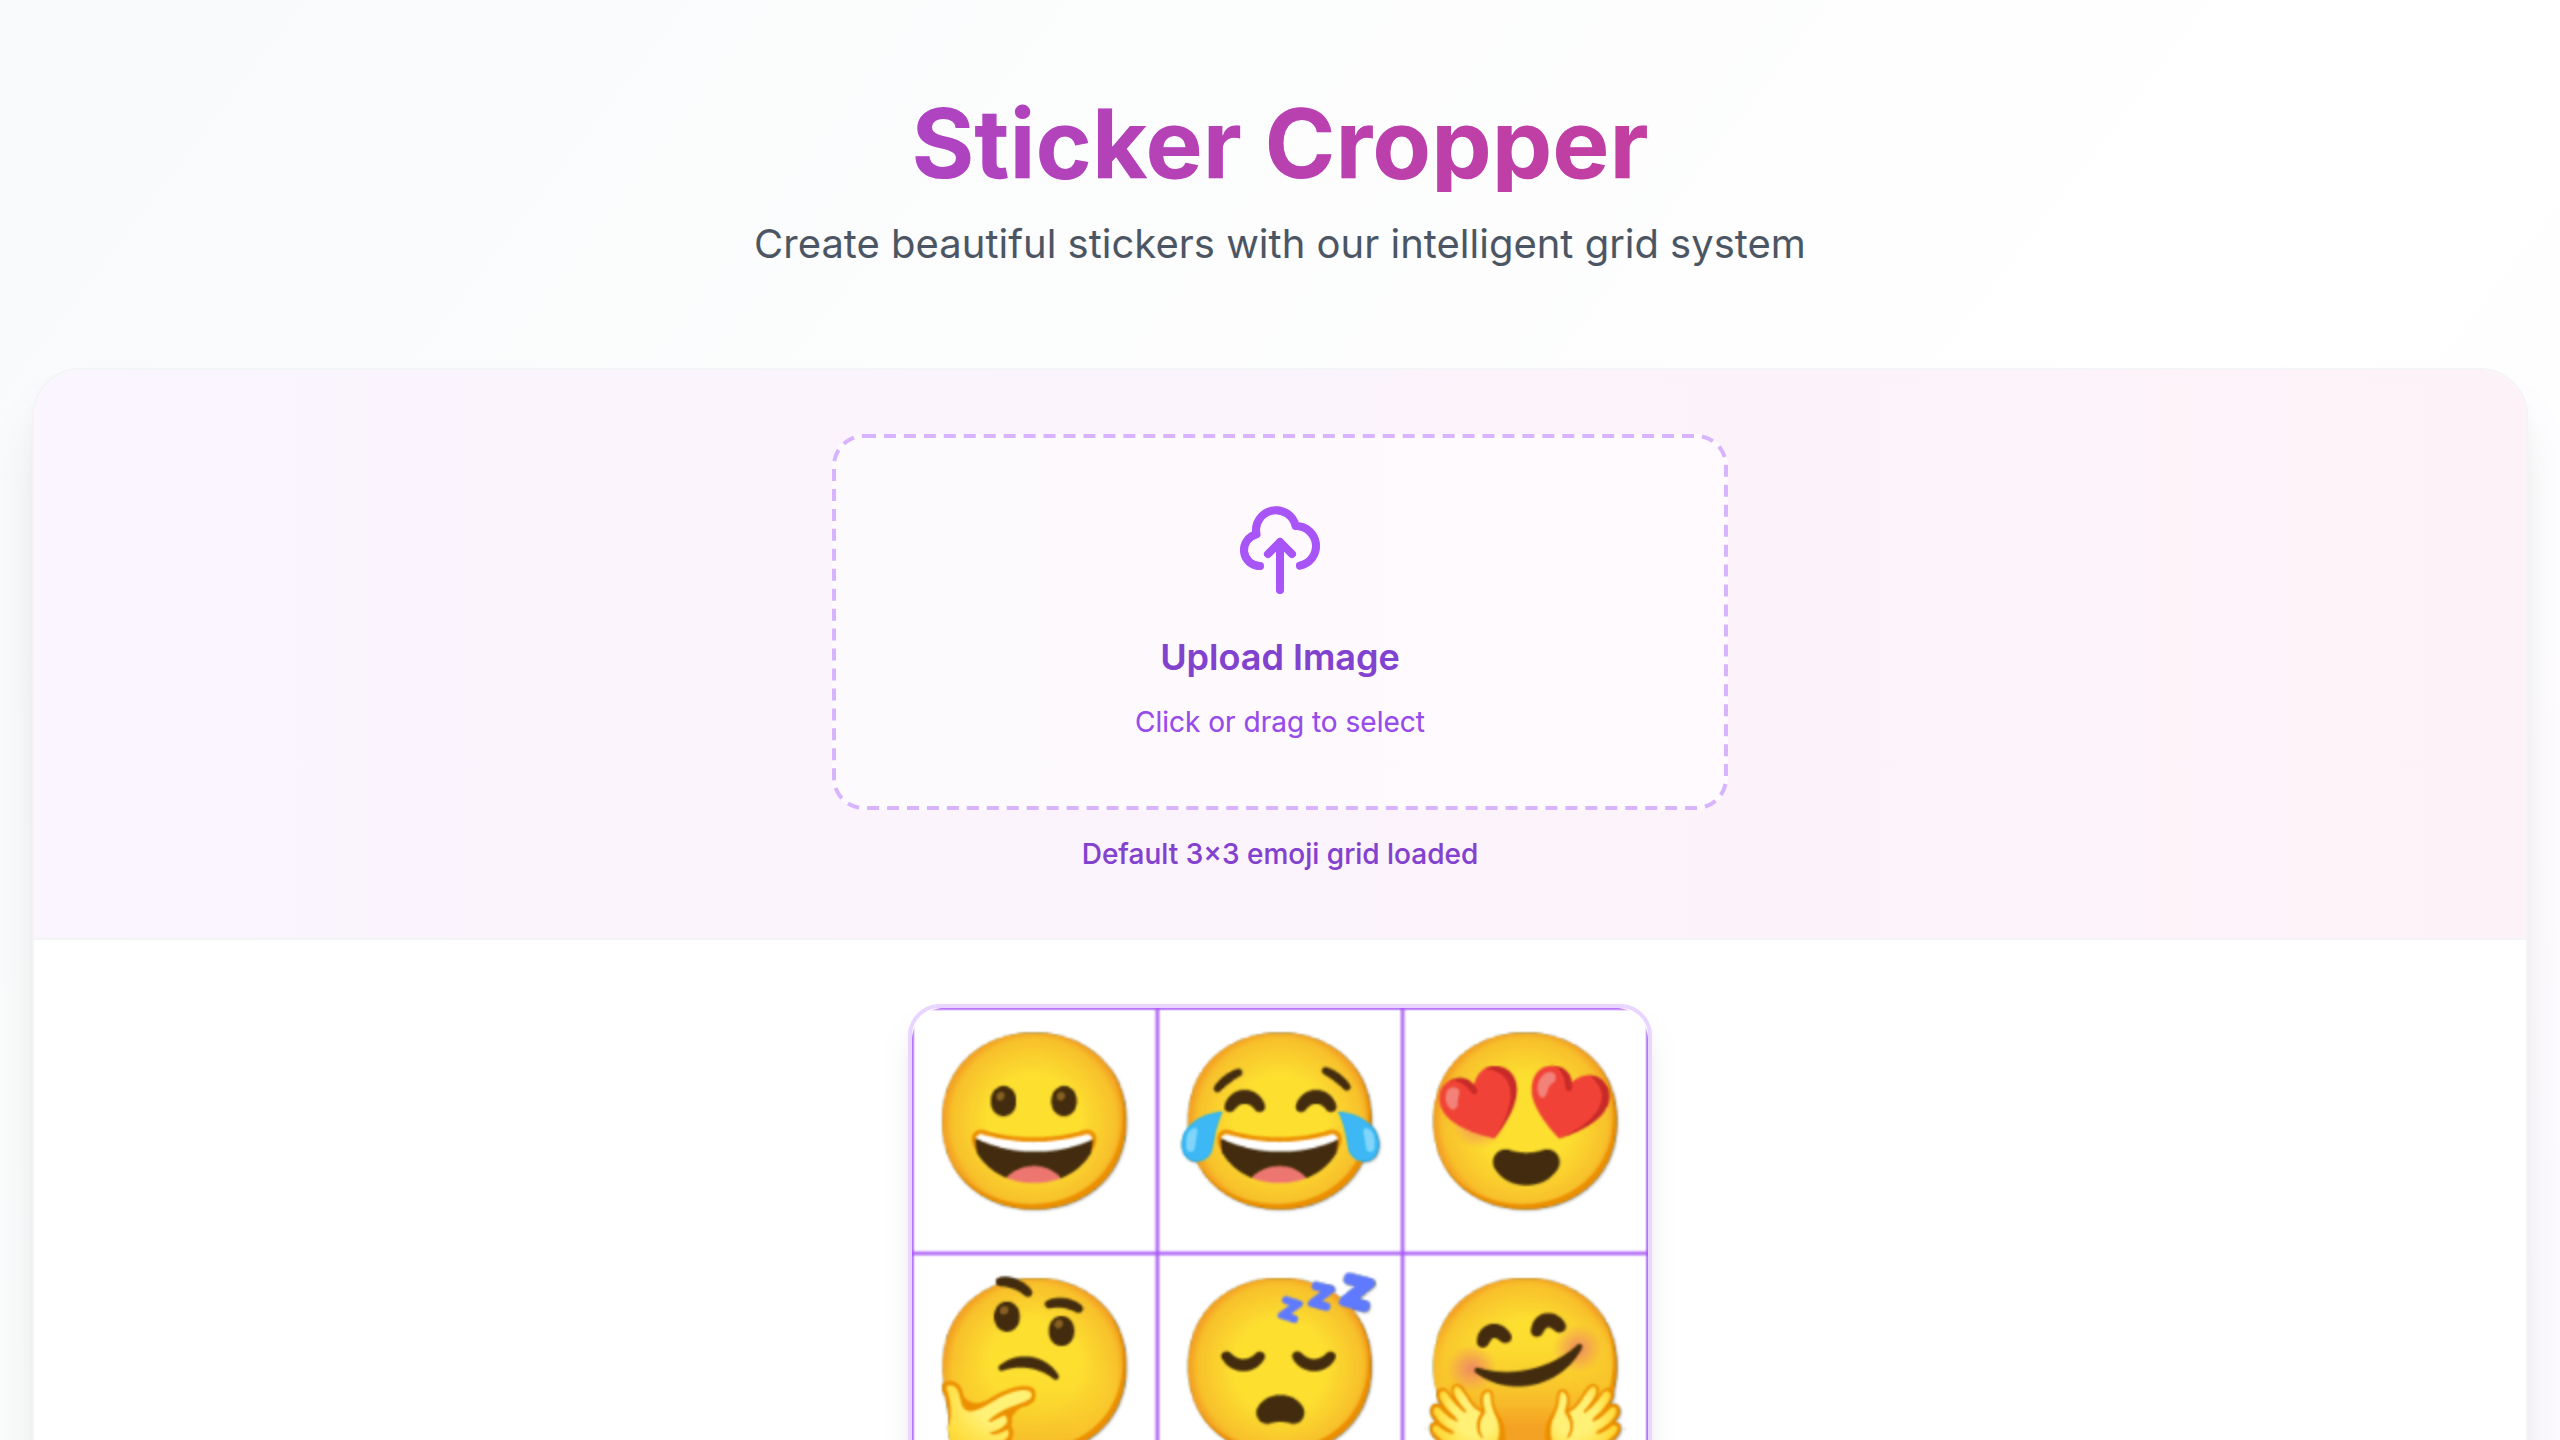 Sticker Cropper
Create beautiful stickers with our intelligent grid system
Upload Image
Click or drag to select
Default 3×3 emoji grid loaded